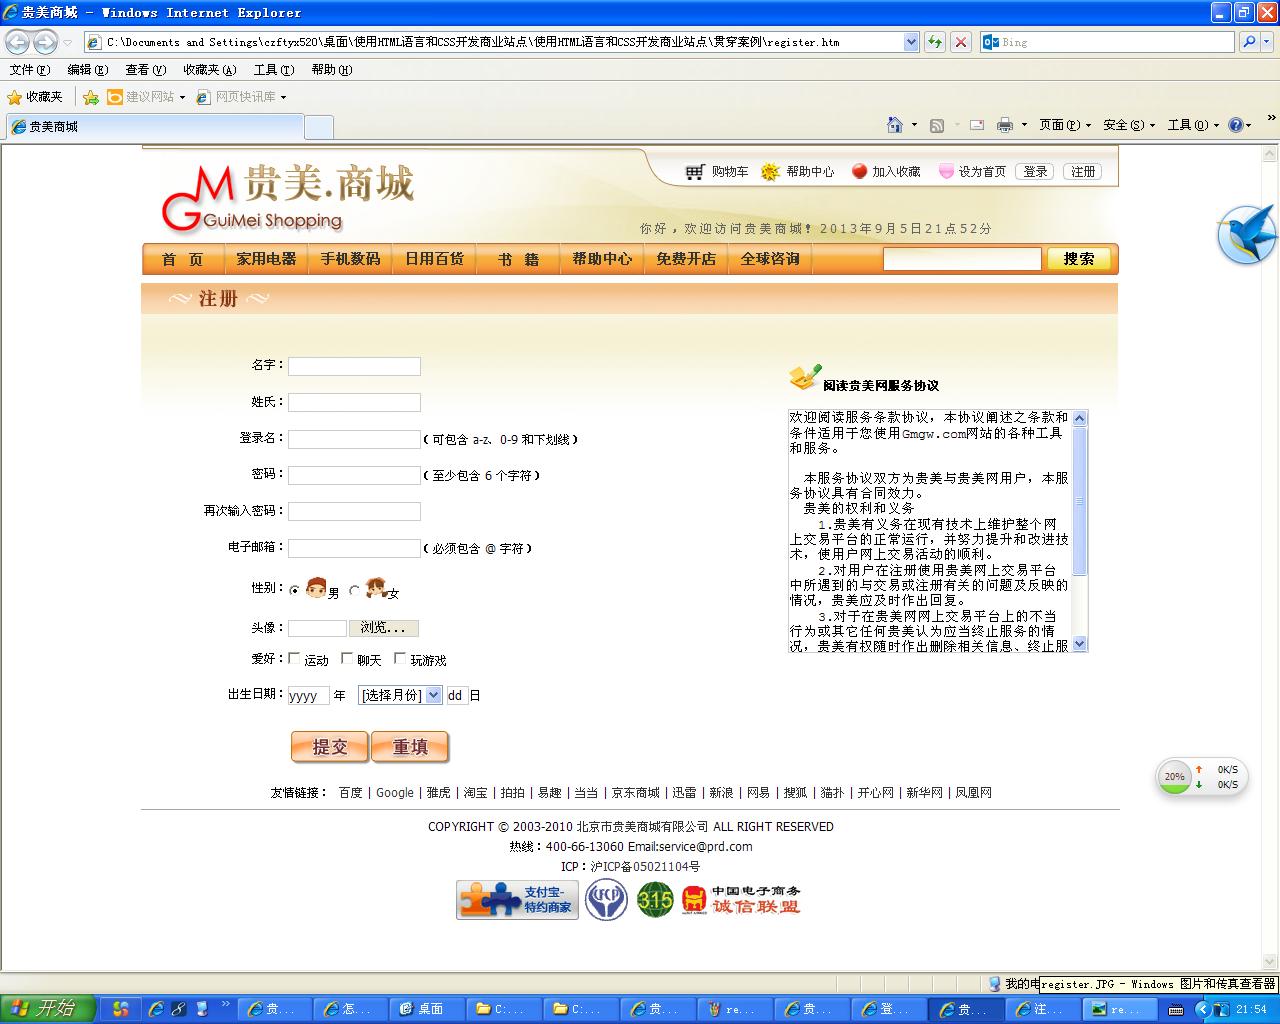 贵美商城 - Windows Internet Explorer
C:\Documents and Settings\czftyx520\桌面\使用HTML语言和CSS开发商业站点\使用HTML语言和CSS开发商业站点\贯穿案例\register.htm
Bing
文件(F) 编辑(E) 查看(V) 收藏夹(A) 工具(T) 帮助(H)
收藏夹 建议网站 网页快讯库
贵美商城
页面(P) 安全(S) 工具(O)
GM 贵美.商城
GuiMei Shopping
购物车 帮助中心 加入收藏 设为首页 登录 注册
你好，欢迎访问贵美商城! 2013年9月5日21点52分
首 页 家用电器 手机数码 日用百货 书 籍 帮助中心 免费开店 全球咨询 搜索
注册
名字：
姓氏：
登录名： ( 可包含 a-z、0-9 和下划线 )
密码： ( 至少包含 6 个字符 )
再次输入密码：
电子邮箱： ( 必须包含 @ 字符 )
性别： 男 女
头像： 浏览...
爱好： 运动 聊天 玩游戏
出生日期： yyyy 年 [选择月份] dd 日
提交 重填
阅读贵美网服务协议
欢迎阅读服务条款协议，本协议阐述之条款和
条件适用于您使用Gmgw.com网站的各种工具
和服务。
本服务协议双方为贵美与贵美网用户，本服
务协议具有合同效力。
贵美的权利和义务
1.贵美有义务在现有技术上维护整个网
上交易平台的正常运行，并努力提升和改进技
术，使用户网上交易活动的顺利。
2.对用户在注册使用贵美网上交易平台
中所遇到的与交易或注册有关的问题及反映的
情况，贵美应及时作出回复。
3.对于在贵美网网上交易平台上的不当
行为或其它任何贵美认为应当终止服务的情
况，贵美有权随时作出删除相关信息、终止服
20%
0K/S
0K/S
友情链接： 百度 | Google | 雅虎 | 淘宝 | 拍拍 | 易趣 | 当当 | 京东商城 | 迅雷 | 新浪 | 网易 | 搜狐 | 猫扑 | 开心网 | 新华网 | 凤凰网
COPYRIGHT © 2003-2010 北京市贵美商城有限公司 ALL RIGHT RESERVED
热线：400-66-13060 Email:service@prd.com
ICP：沪ICP备05021104号
支付宝-
特约商家
CFCP
315
中国电子商务
诚信联盟
我的电
register.JPG - Windows 图片和传真查看器
开始 贵... 怎... 桌面 C:... C:... 贵... re... 贵... 登... 贵... 注... re... 21:54